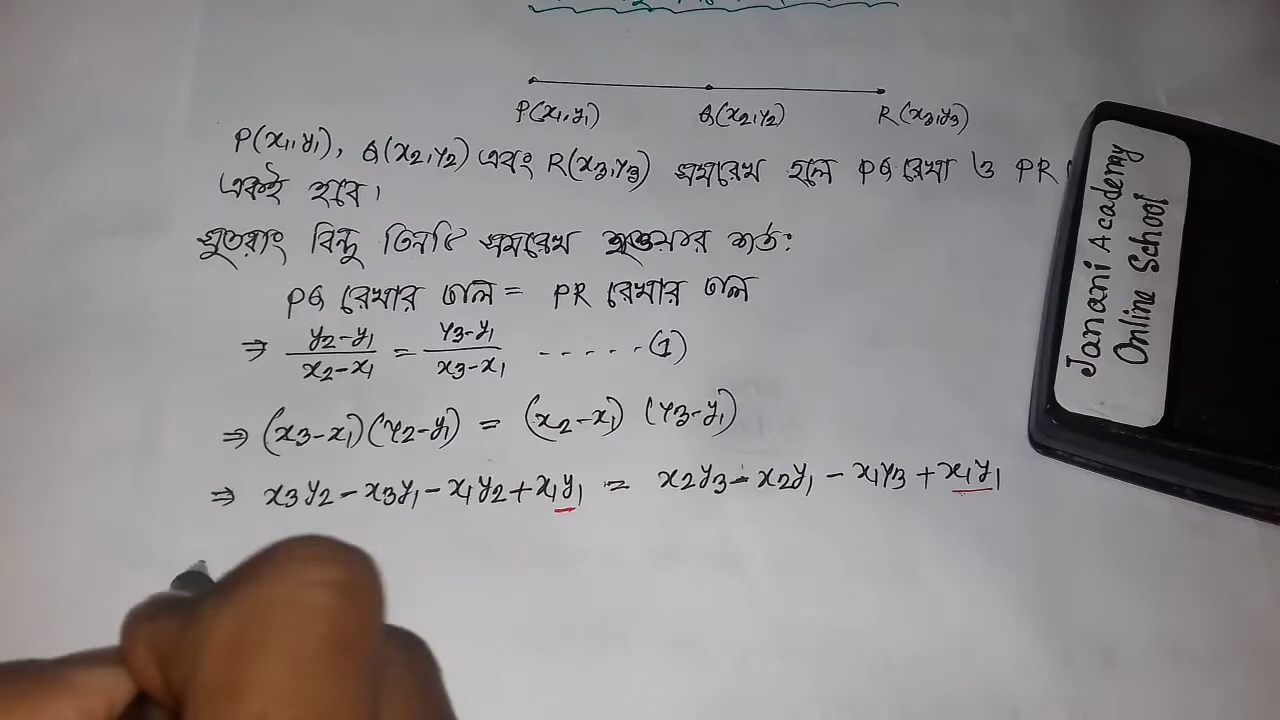 P(x₁,y₁) Q(x₂,y₂) R(x₃,y₃)
P(x₁,y₁), Q(x₂,y₂) এবং R(x₃,y₃) সমরেখ হলে PQ রেখা ও PR
একই হবে।
সুতরাং বিন্দু তিনটি সমরেখ হওয়ার শর্ত:
PQ রেখার ঢাল = PR রেখার ঢাল
⇒ (y₂-y₁)/(x₂-x₁) = (y₃-y₁)/(x₃-x₁) ------(1)
⇒ (x₃-x₁)(y₂-y₁) = (x₂-x₁) (y₃-y₁)
⇒ x₃y₂-x₃y₁-x₁y₂+x₁y₁ = x₂y₃-x₂y₁-x₁y₃+x₁y₁
Janani Academy
Online School